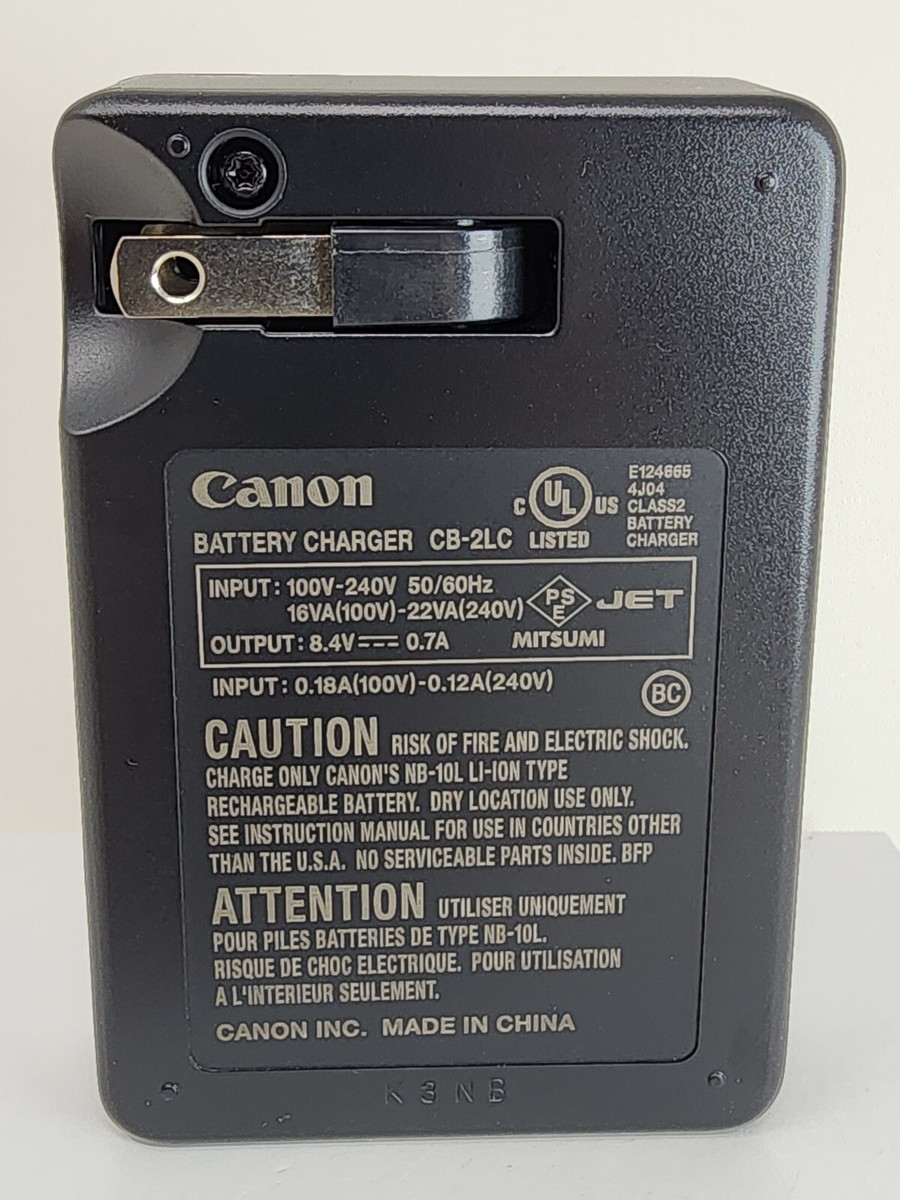 Canon
BATTERY CHARGER CB-2LC
C UL US
LISTED
E124665
4J04
CLASS2
BATTERY
CHARGER
INPUT: 100V-240V 50/60Hz
16VA(100V)-22VA(240V)
OUTPUT: 8.4V⎓ 0.7A
PS
E
JET
MITSUMI
INPUT: 0.18A(100V)-0.12A(240V)
BC
CAUTION RISK OF FIRE AND ELECTRIC SHOCK.
CHARGE ONLY CANON'S NB-10L LI-ION TYPE
RECHARGEABLE BATTERY. DRY LOCATION USE ONLY.
SEE INSTRUCTION MANUAL FOR USE IN COUNTRIES OTHER
THAN THE U.S.A. NO SERVICEABLE PARTS INSIDE. BFP
ATTENTION UTILISER UNIQUEMENT
POUR PILES BATTERIES DE TYPE NB-10L.
RISQUE DE CHOC ELECTRIQUE. POUR UTILISATION
A L'INTERIEUR SEULEMENT.
CANON INC. MADE IN CHINA
K 3 N B